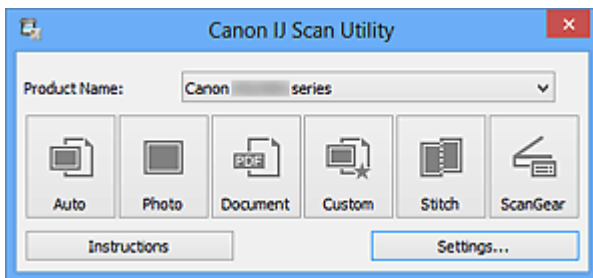 Canon IJ Scan Utility
Product Name: Canon series
PDF
Auto Photo Document Custom Stitch ScanGear
Instructions Settings...